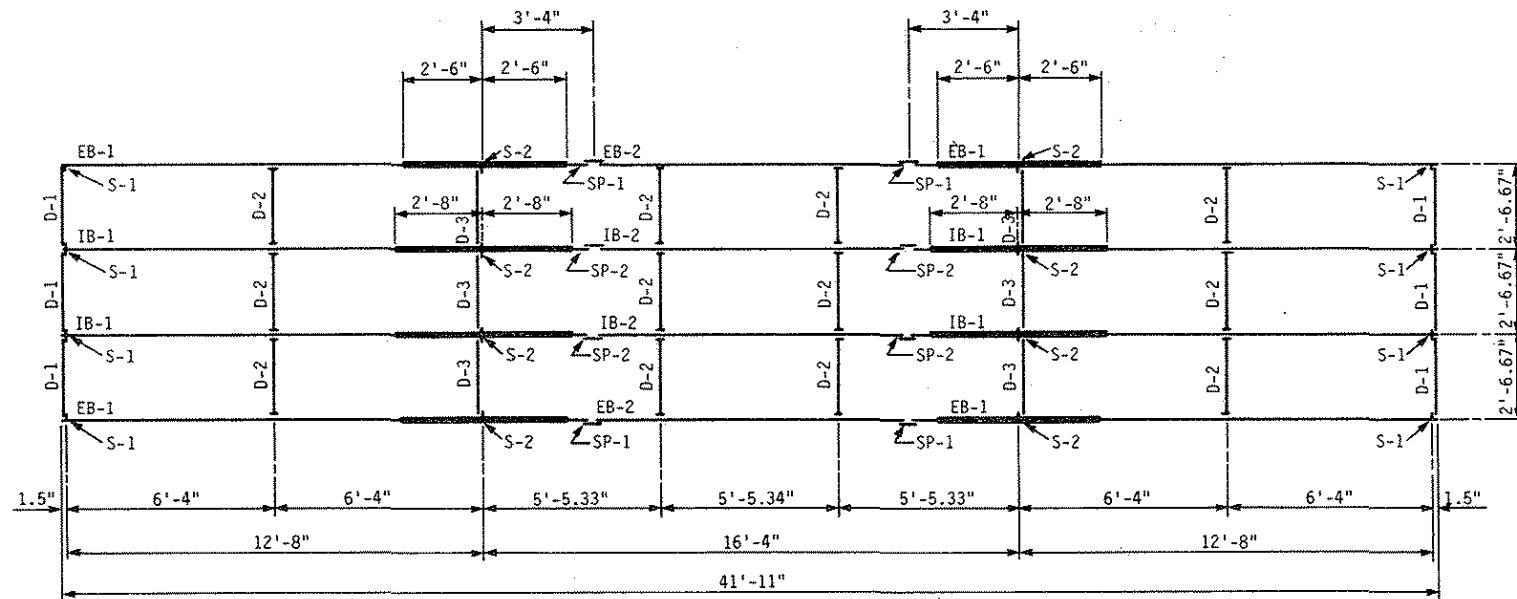 3'-4" 3'-4"
2'-6" 2'-6" 2'-6" 2'-6"
EB-1 S-2 EB-2 EB-1 S-2
S-1 SP-1 SP-1 S-1
D-1 D-2 2'-8" 2'-8" D-3 D-2 D-2 2'-8" 2'-8" D-3 D-2 D-1 2'-6.67"
IB-1 IB-2 IB-1
S-1 S-2 SP-2 SP-2 S-2 S-1
D-1 D-2 D-3 D-2 D-2 D-3 D-2 D-1 2'-6.67"
IB-1 IB-2 IB-1
S-1 S-2 SP-2 SP-2 S-2 S-1
D-1 D-2 D-3 D-2 D-2 D-3 D-2 D-1 2'-6.67"
EB-1 EB-2 EB-1
S-1 S-2 SP-1 SP-1 S-2 S-1
1.5" 6'-4" 6'-4" 5'-5.33" 5'-5.34" 5'-5.33" 6'-4" 6'-4" 1.5"
12'-8" 16'-4" 12'-8"
41'-11"